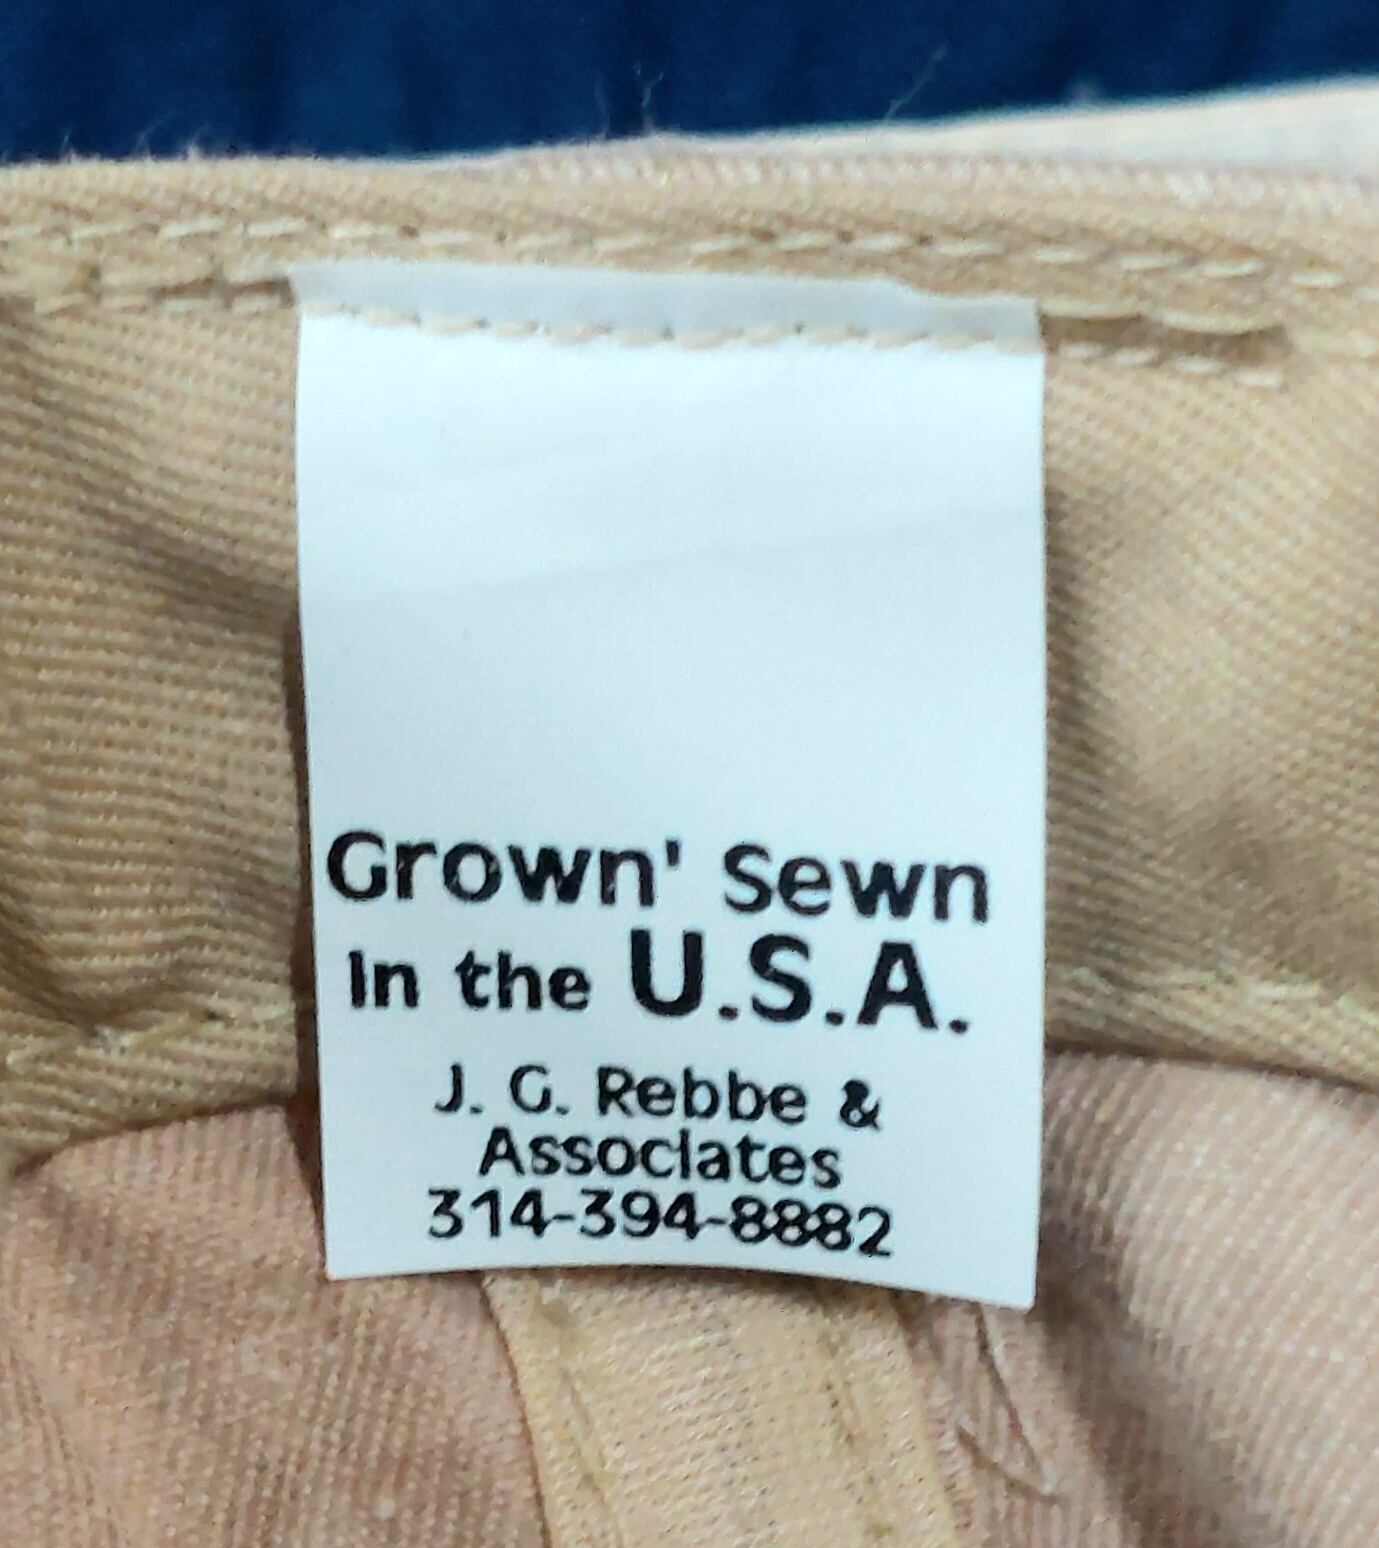 Grown' Sewn
In the U.S.A.
J. G. Rebbe &
Associates
314-394-8882